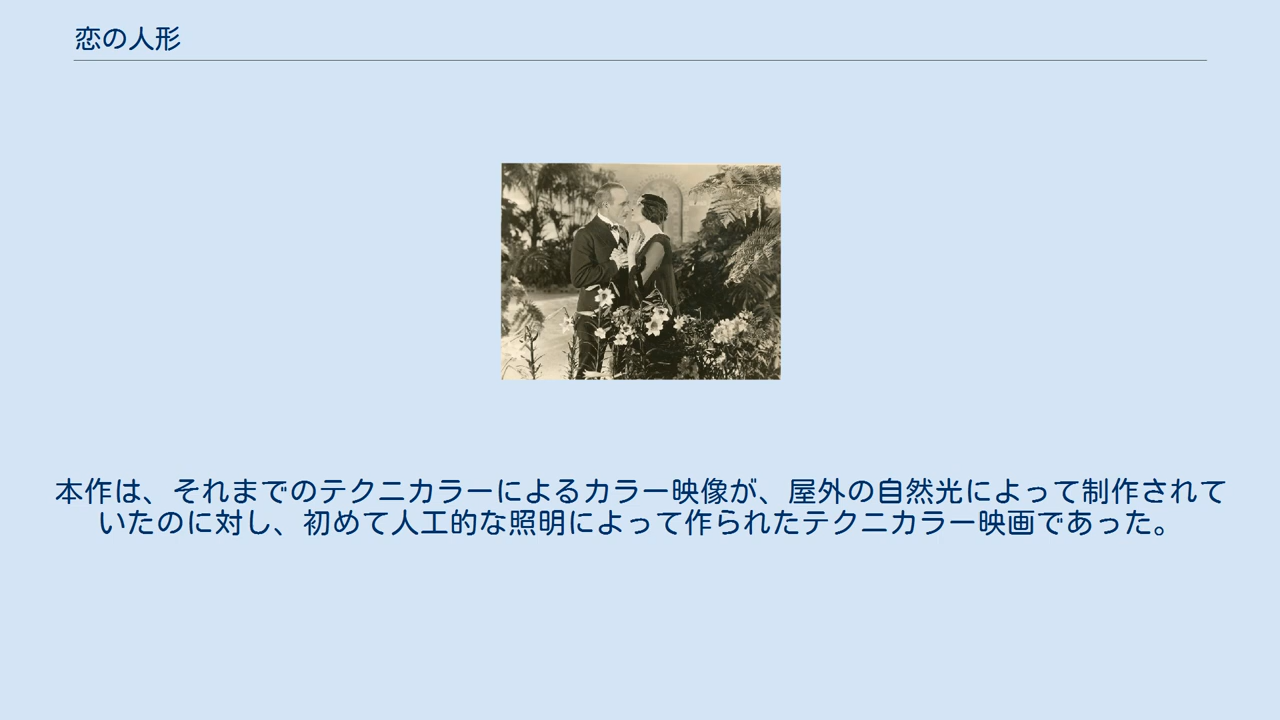 恋の人形
本作は、それまでのテクニカラーによるカラー映像が、屋外の自然光によって制作されて
いたのに対し、初めて人工的な照明によって作られたテクニカラー映画であった。